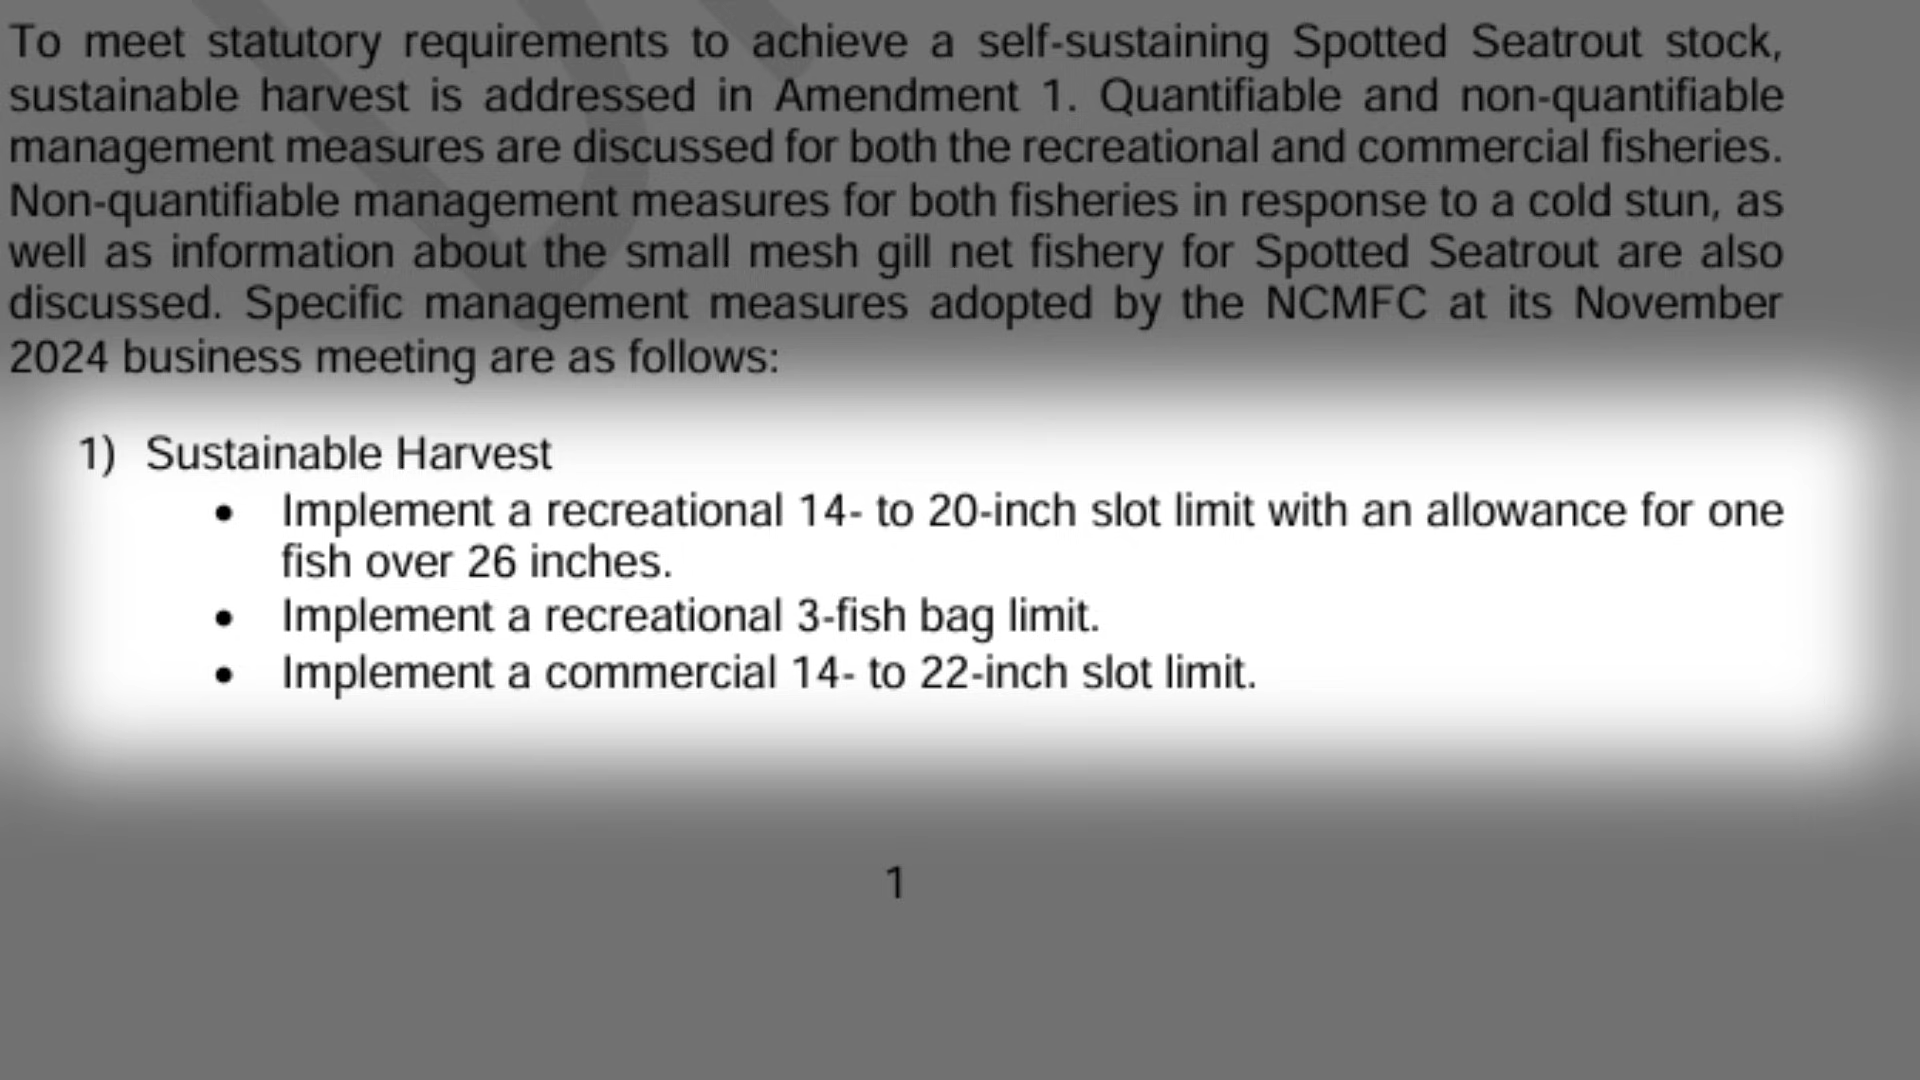 To meet statutory requirements to achieve a self-sustaining Spotted Seatrout stock,
sustainable harvest is addressed in Amendment 1. Quantifiable and non-quantifiable
management measures are discussed for both the recreational and commercial fisheries.
Non-quantifiable management measures for both fisheries in response to a cold stun, as
well as information about the small mesh gill net fishery for Spotted Seatrout are also
discussed. Specific management measures adopted by the NCMFC at its November
2024 business meeting are as follows:
1) Sustainable Harvest
• Implement a recreational 14- to 20-inch slot limit with an allowance for one
fish over 26 inches.
• Implement a recreational 3-fish bag limit.
• Implement a commercial 14- to 22-inch slot limit.
1